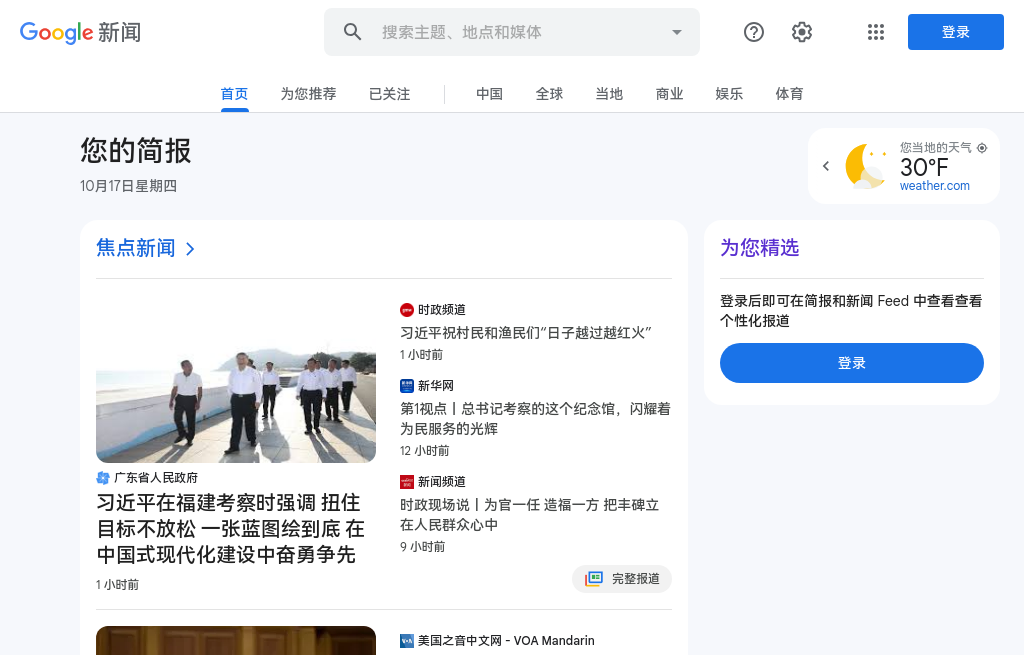 Google 新闻
搜索主题、地点和媒体
登录
首页
为您推荐
已关注
中国
全球
当地
商业
娱乐
体育
您的简报
10月17日星期四
您当地的天气
30°F
weather.com
焦点新闻
为您精选
登录后即可在简报和新闻 Feed 中查看查看
个性化报道
登录
广东省人民政府
习近平在福建考察时强调 扭住
目标不放松 一张蓝图绘到底 在
中国式现代化建设中奋勇争先
1 小时前
时政频道
习近平祝村民和渔民们“日子越过越红火”
1 小时前
新华网
第1视点丨总书记考察的这个纪念馆，闪耀着
为民服务的光辉
12 小时前
新闻频道
时政现场说丨为官一任 造福一方 把丰碑立
在人民群众心中
9 小时前
完整报道
美国之音中文网 - VOA Mandarin